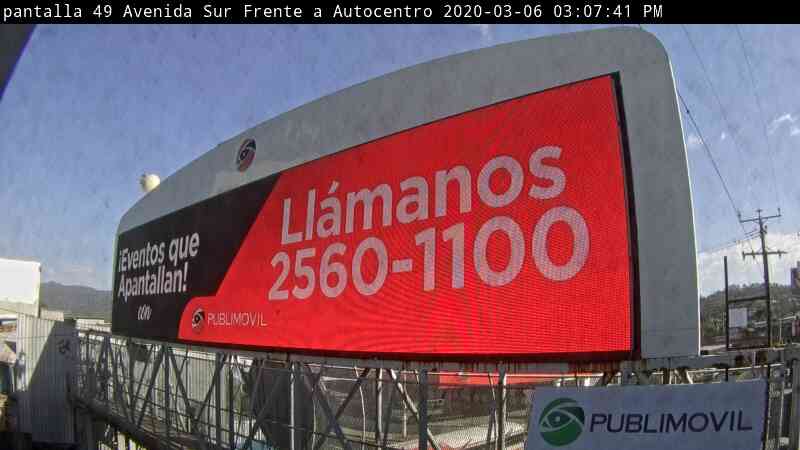 pantalla 49 Avenida Sur Frente a Autocentro 2020-03-06 03:07:41 PM
¡Eventos que
Apantallan!
con
PUBLIMOVIL
Llámanos
2560-1100
PUBLIMOVIL